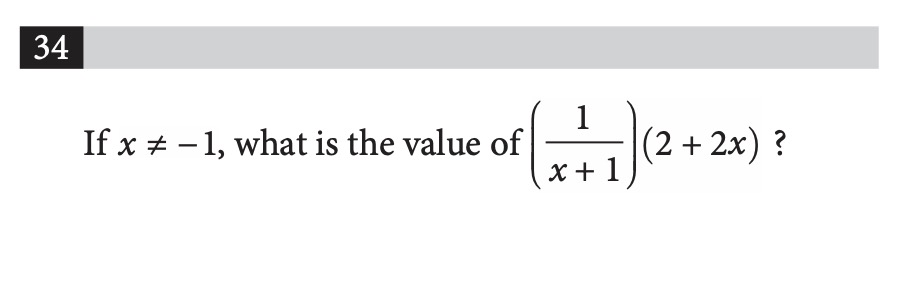 34
If x ≠ −1, what is the value of (1/(x + 1))(2 + 2x) ?